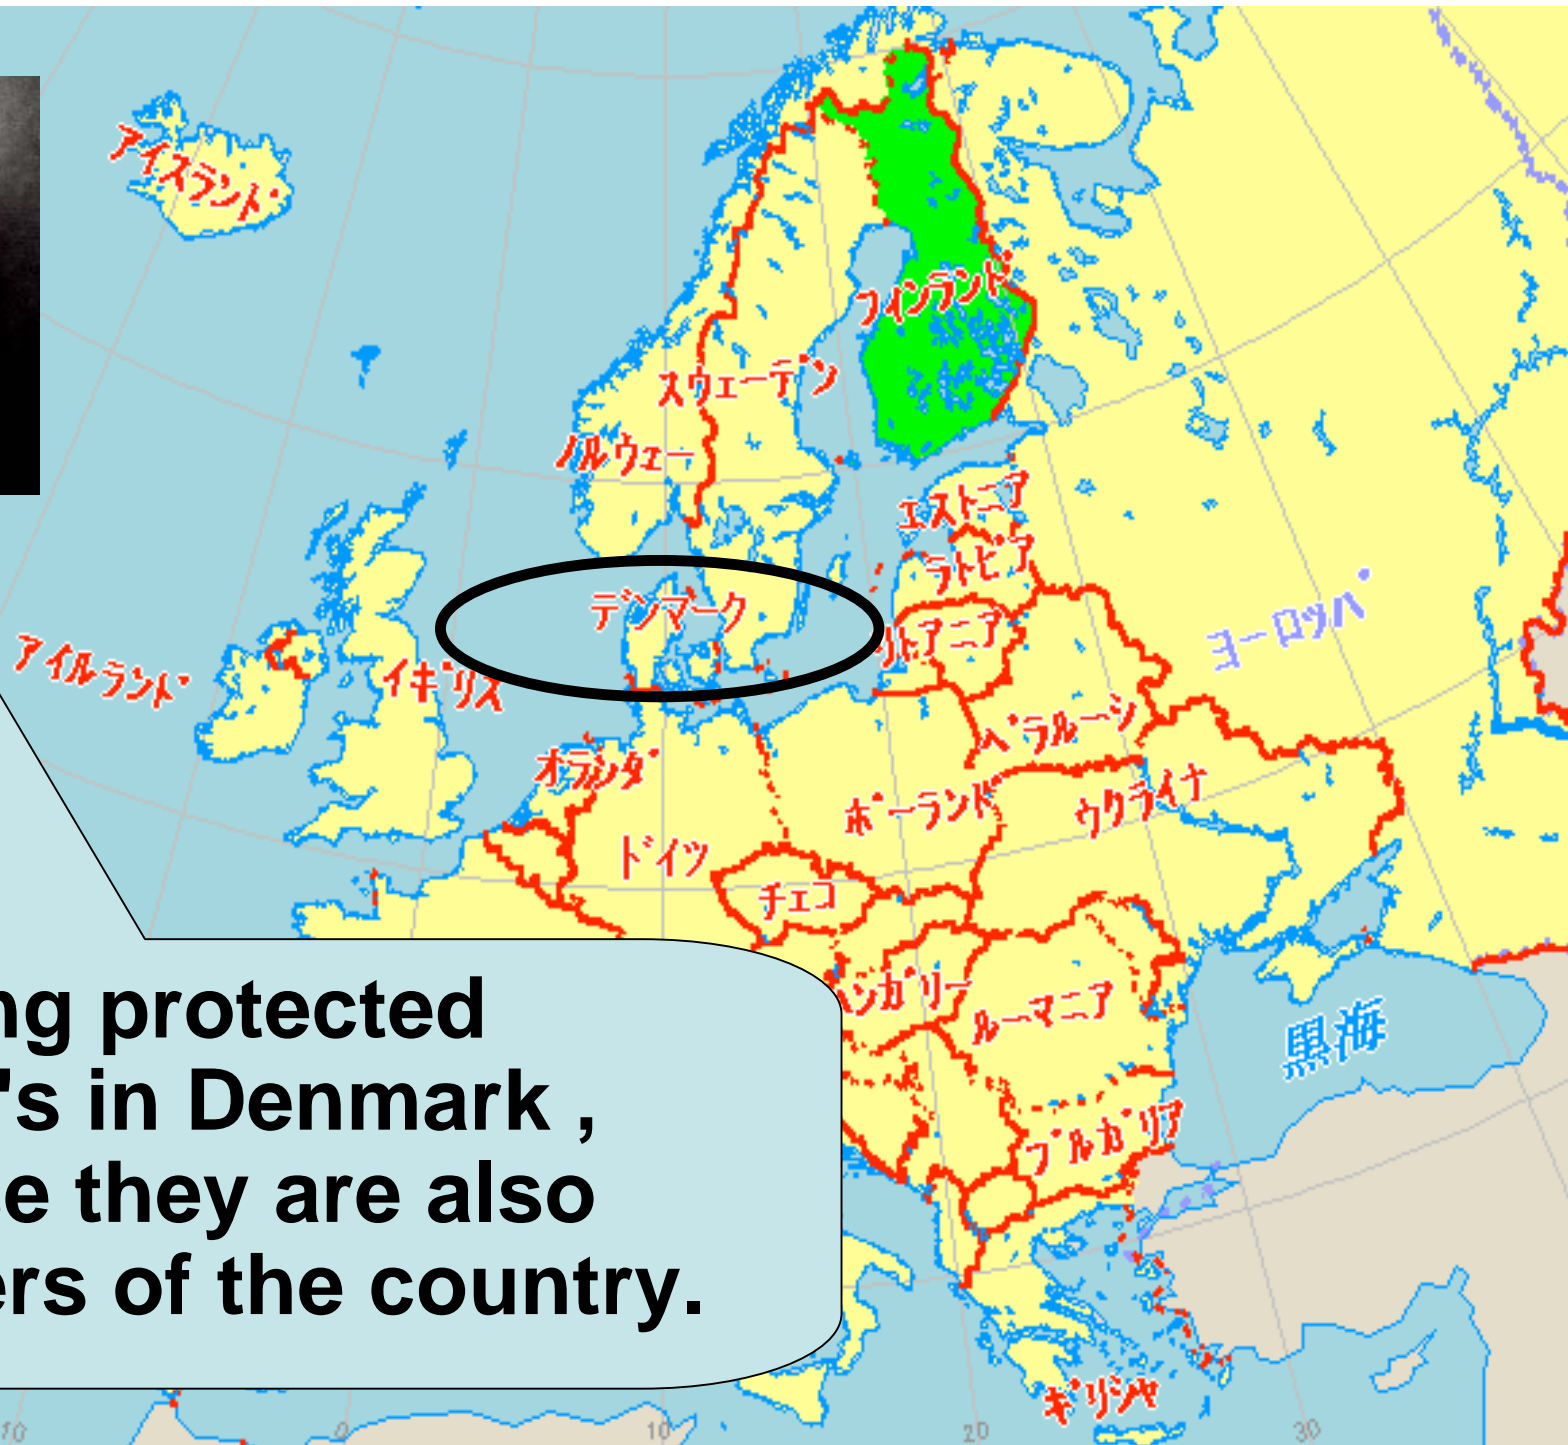 アイスランド
フィンランド
スウェーデン
ノルウェー
エストニア
ラトビア
デンマーク
リトアニア
ヨーロッパ
アイルランド
イギリス
ベラルーシ
オランダ
ポーランド
ウクライナ
ドイツ
チェコ
ハンガリー
ルーマニア
黒海
ブルガリア
ギリシャ
ng protected
's in Denmark ,
e they are also
ers of the country.
10
0
10
20
30